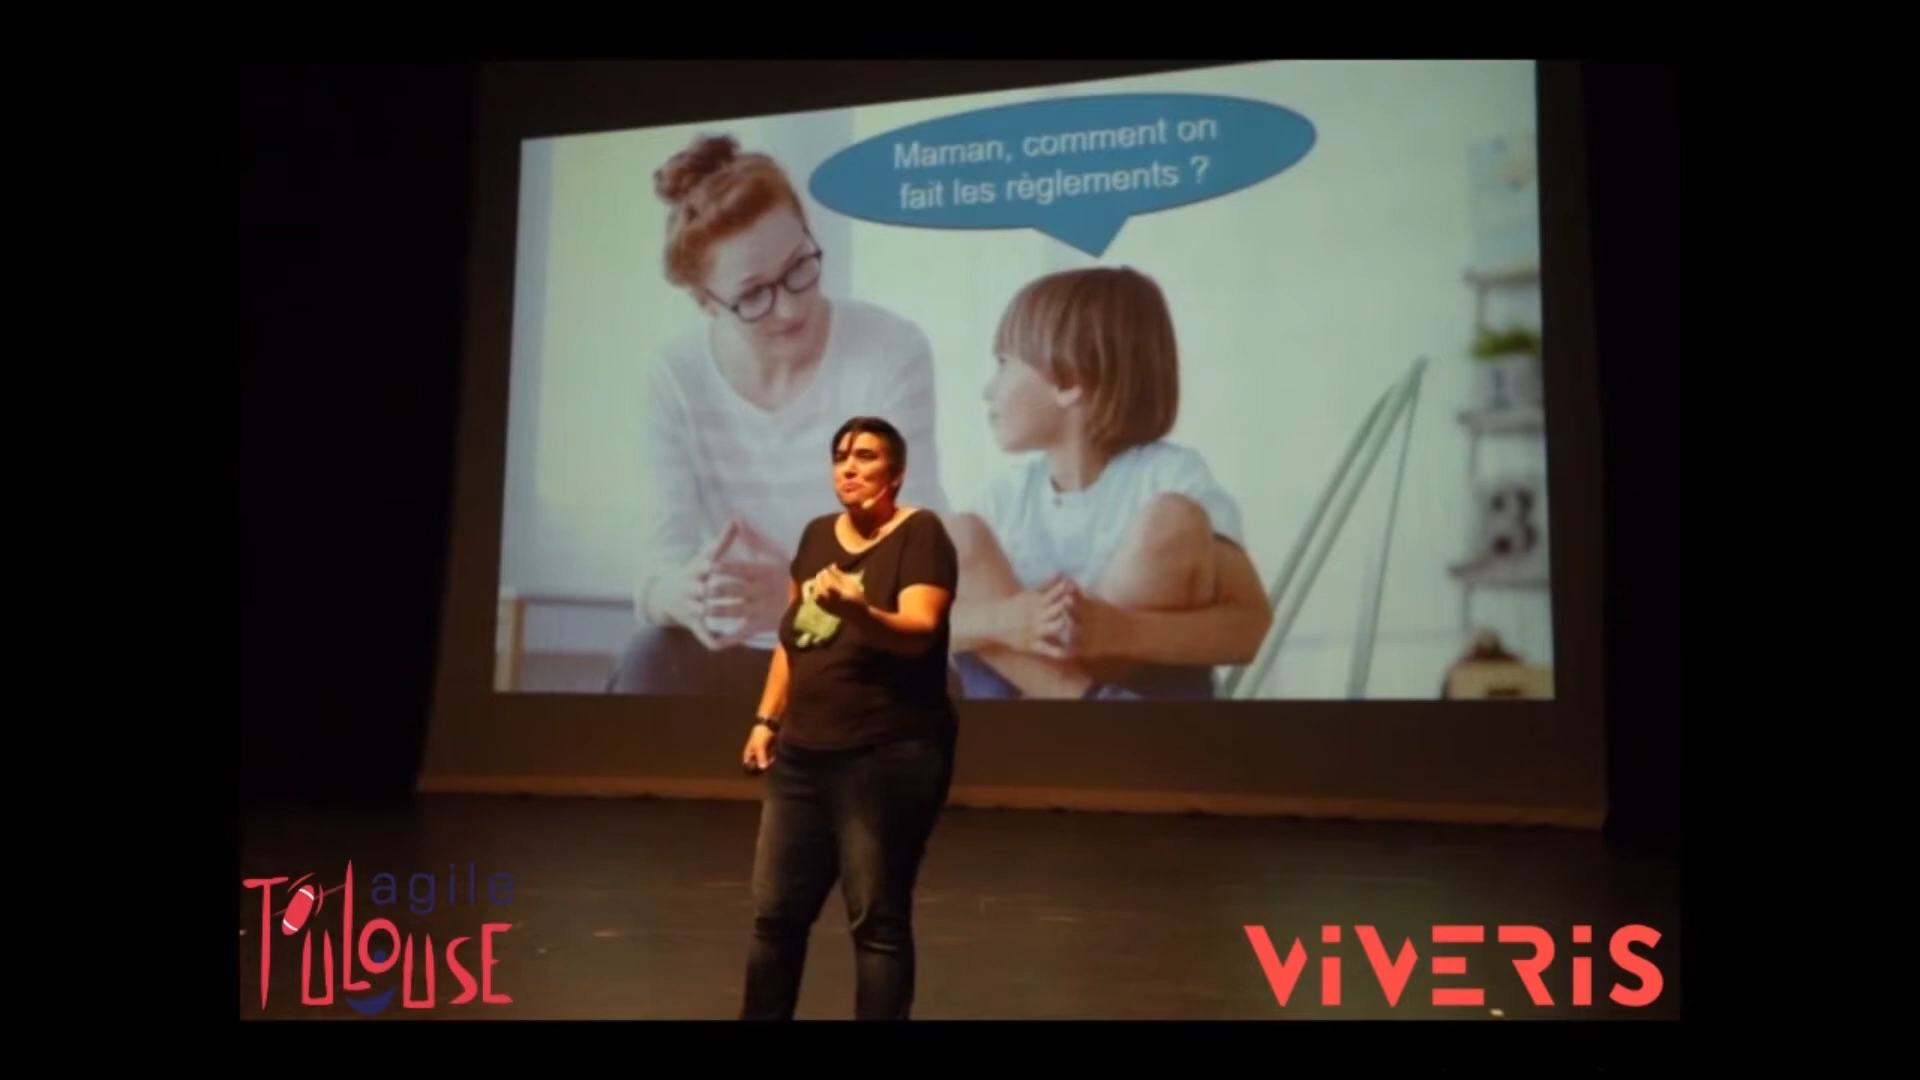 Maman, comment on
fait les règlements ?
agile
TOULOUSE
VIVERIS